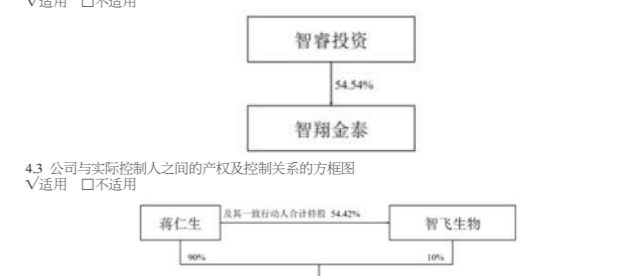 √适用 □不适用
智睿投资
54.54%
智翔金泰
4.3 公司与实际控制人之间的产权及控制关系的方框图
√适用 □不适用
蒋仁生
及其一致行动人合计持股 54.42%
智飞生物
90%
10%